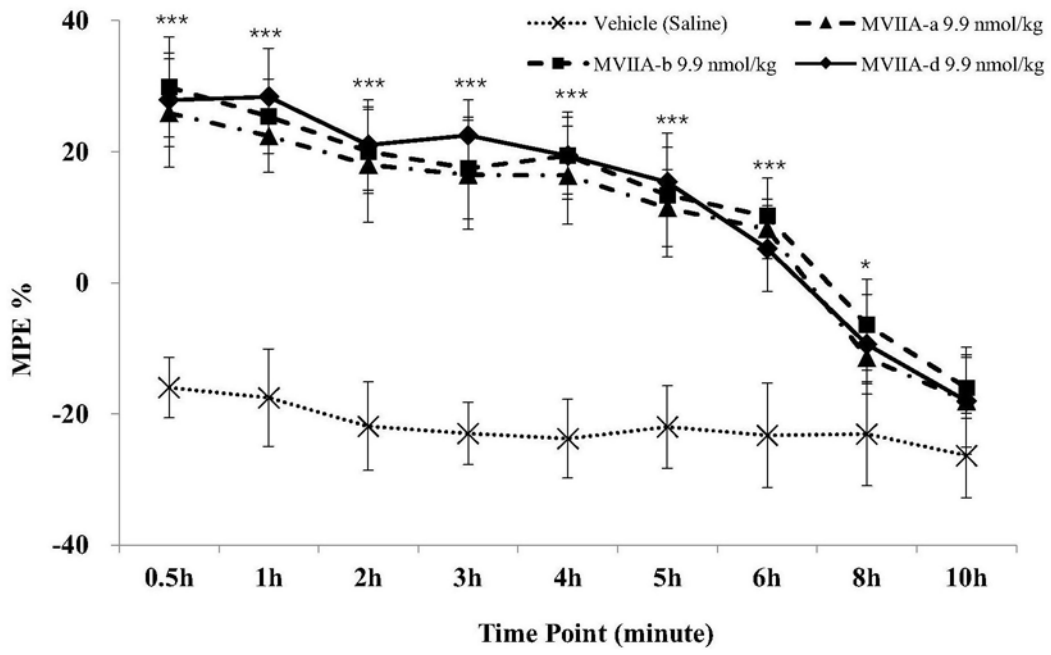 40
20
0
-20
-40
MPE %
Vehicle (Saline)
MVIIA-a 9.9 nmol/kg
MVIIA-b 9.9 nmol/kg
MVIIA-d 9.9 nmol/kg
*** *** *** *** *** *** *** *
0.5h 1h 2h 3h 4h 5h 6h 8h 10h
Time Point (minute)